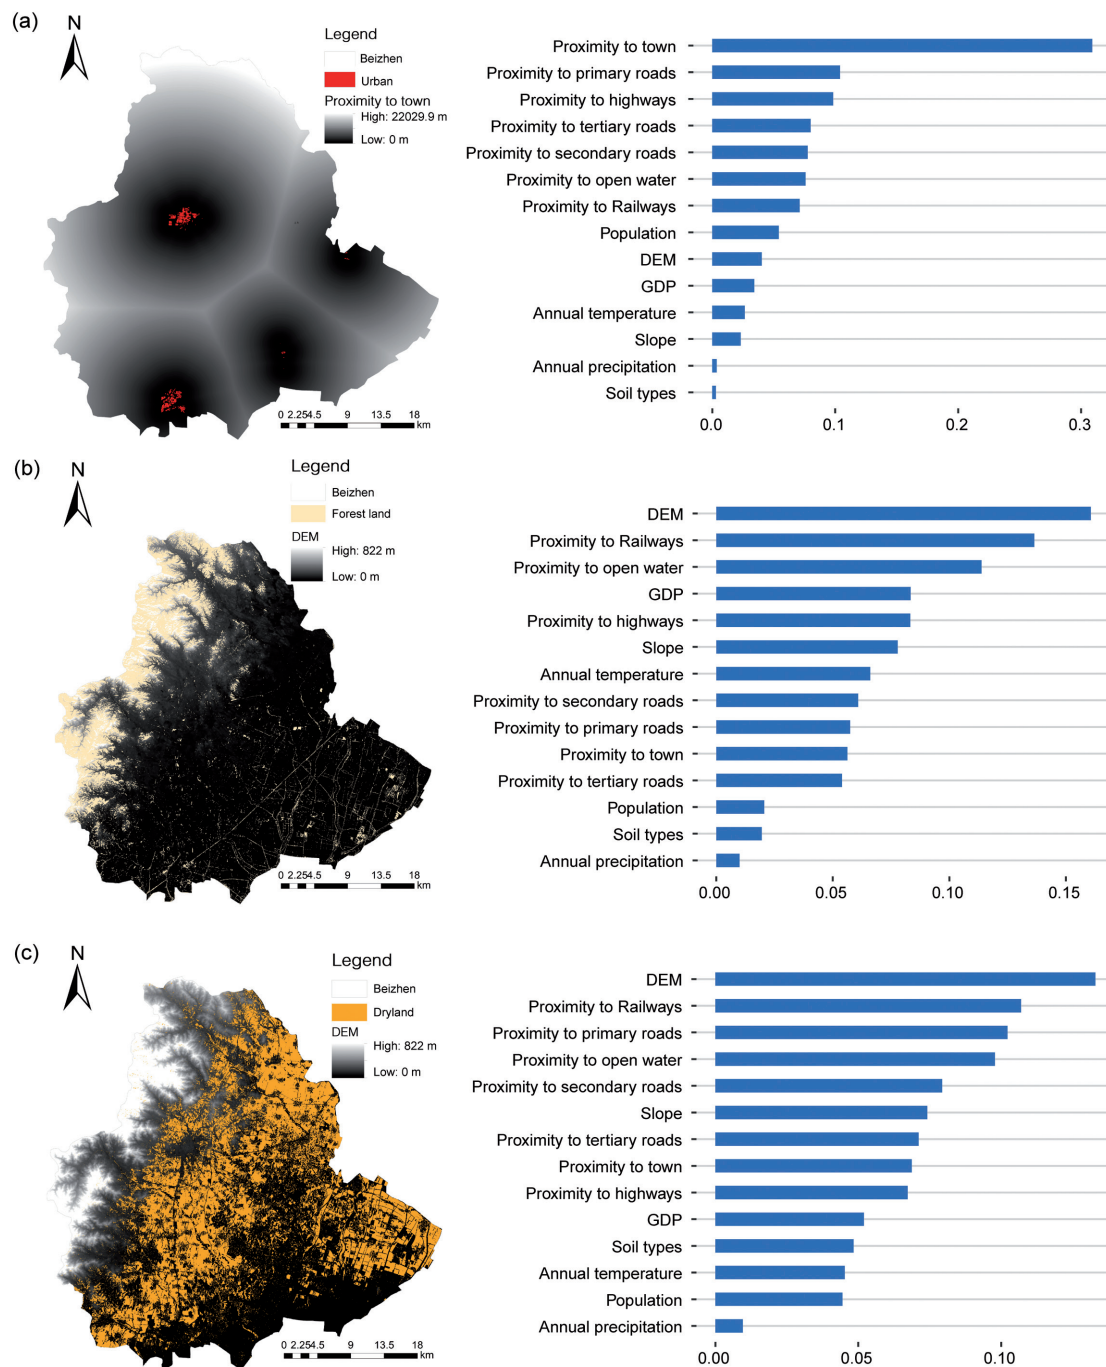 (a)
N
Legend
Beizhen
Urban
Proximity to town
High: 22029.9 m
Low: 0 m
0 2.254.5 9 13.5 18
km
Proximity to town
Proximity to primary roads
Proximity to highways
Proximity to tertiary roads
Proximity to secondary roads
Proximity to open water
Proximity to Railways
Population
DEM
GDP
Annual temperature
Slope
Annual precipitation
Soil types
0.0 0.1 0.2 0.3
(b)
N
Legend
Beizhen
Forest land
DEM
High: 822 m
Low: 0 m
0 2.254.5 9 13.5 18
km
DEM
Proximity to Railways
Proximity to open water
GDP
Proximity to highways
Slope
Annual temperature
Proximity to secondary roads
Proximity to primary roads
Proximity to town
Proximity to tertiary roads
Population
Soil types
Annual precipitation
0.00 0.05 0.10 0.15
(c)
N
Legend
Beizhen
Dryland
DEM
High: 822 m
Low: 0 m
0 2.254.5 9 13.5 18
km
DEM
Proximity to Railways
Proximity to primary roads
Proximity to open water
Proximity to secondary roads
Slope
Proximity to tertiary roads
Proximity to town
Proximity to highways
GDP
Soil types
Annual temperature
Population
Annual precipitation
0.00 0.05 0.10